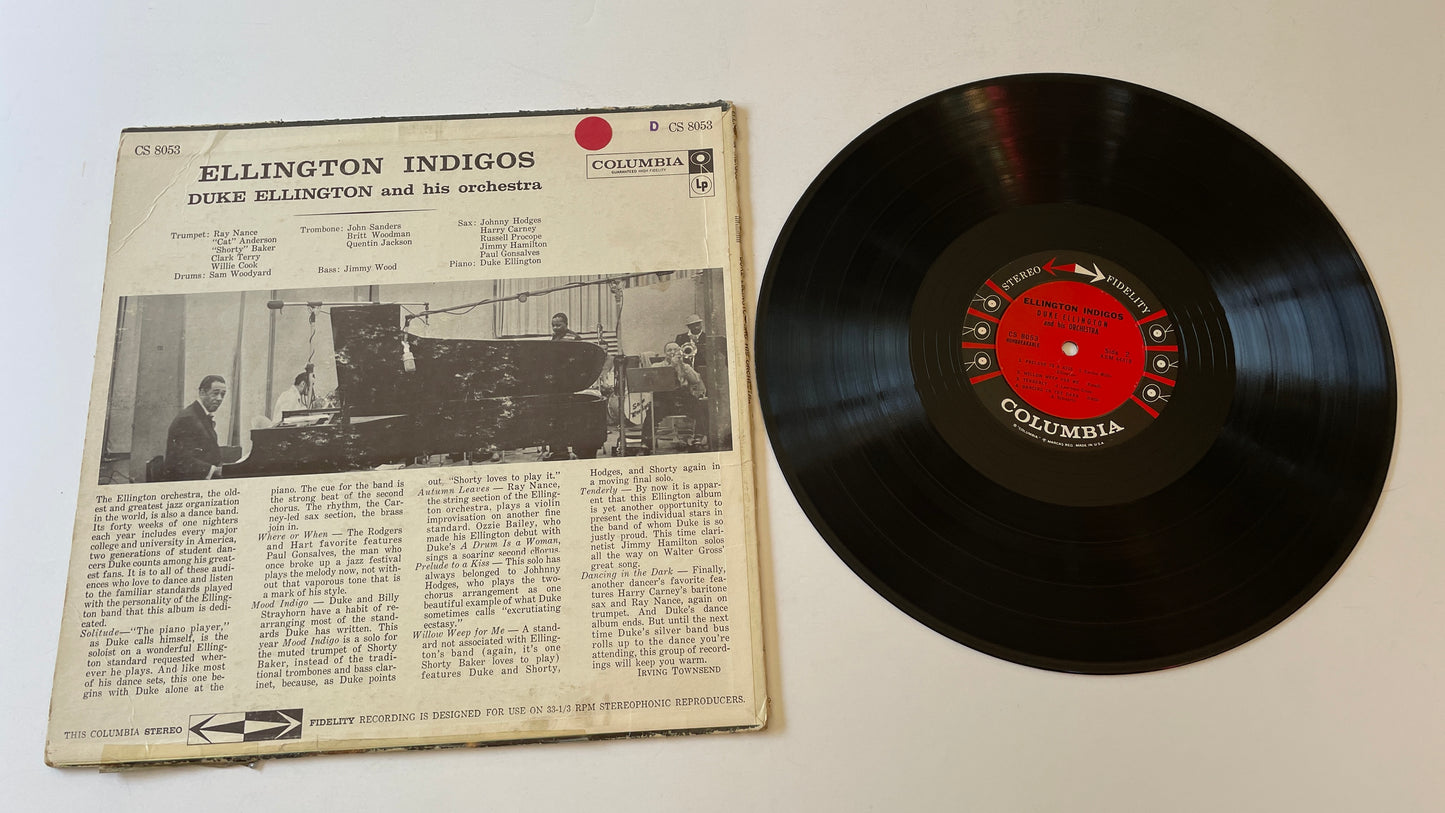 CS 8053
D CS 8053
ELLINGTON INDIGOS
DUKE ELLINGTON and his orchestra
COLUMBIA
GUARANTEED HIGH FIDELITY
Lp
Trumpet: Ray Nance
"Cat" Anderson
"Shorty" Baker
Clark Terry
Willie Cook
Drums: Sam Woodyard
Trombone: John Sanders
Britt Woodman
Quentin Jackson
Bass: Jimmy Wood
Sax: Johnny Hodges
Harry Carney
Russell Procope
Jimmy Hamilton
Paul Gonsalves
Piano: Duke Ellington
The Ellington orchestra, the old-
est and greatest jazz organization
in the world, is also a dance band.
Its forty weeks of one nighters
each year includes every major
college and university in America,
two generations of student dan-
cers Duke counts among his great-
est fans. It is to all of these audi-
ences who love to dance and listen
to the familiar standards played
with the personality of the Elling-
ton band that this album is dedi-
cated.
Solitude—"The piano player,"
as Duke calls himself, is the
soloist on a wonderful Elling-
ton standard requested wher-
ever he plays. And like most
of his dance sets, this one be-
gins with Duke alone at the
piano. The cue for the band is
the strong beat of the second
chorus. The rhythm, the Car-
ney-led sax section, the brass
join in.
Where or When — The Rodgers
and Hart favorite features
Paul Gonsalves, the man who
once broke up a jazz festival
plays the melody now, not with-
out that vaporous tone that is
a mark of his style.
Mood Indigo — Duke and Billy
Strayhorn have a habit of re-
arranging most of the stand-
ards Duke has written. This
year Mood Indigo is a solo for
the muted trumpet of Shorty
Baker, instead of the tradi-
tional trombones and bass clar-
inet, because, as Duke points
out, "Shorty loves to play it."
Autumn Leaves — Ray Nance,
the string section of the Elling-
ton orchestra, plays a violin
improvisation on another fine
standard. Ozzie Bailey, who
made his Ellington debut with
Duke's A Drum Is a Woman,
sings a soaring second chorus.
Prelude to a Kiss — This solo has
always belonged to Johhny
Hodges, who plays the two-
chorus arrangement as one
beautiful example of what Duke
sometimes calls "excrutiating
ecstasy."
Willow Weep for Me — A stand-
ard not associated with Elling-
ton's band (again, it's one
Shorty Baker loves to play)
features Duke and Shorty,
Hodges, and Shorty again in
a moving final solo.
Tenderly — By now it is appar-
ent that this Ellington album
is yet another opportunity to
present the individual stars in
the band of whom Duke is so
justly proud. This time clari-
netist Jimmy Hamilton solos
all the way on Walter Gross'
great song.
Dancing in the Dark — Finally,
another dancer's favorite fea-
tures Harry Carney's baritone
sax and Ray Nance, again on
trumpet. And Duke's dance
album ends. But until the next
time Duke's silver band bus
rolls up to the dance you're
attending, this group of record-
ings will keep you warm.
IRVING TOWNSEND
THIS COLUMBIA STEREO FIDELITY RECORDING IS DESIGNED FOR USE ON 33-1/3 RPM STEREOPHONIC REPRODUCERS.
STEREO FIDELITY
ELLINGTON INDIGOS
DUKE ELLINGTON
and his ORCHESTRA
CS 8053
NONBREAKABLE
Side 2
COLUMBIA
® "COLUMBIA" ® MARCAS REG. MADE IN U.S.A.